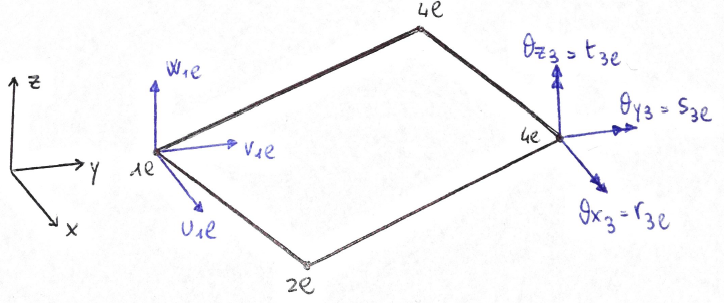 4e
θz3 = t3e
z
w1e
θy3 = s3e
4e
v1e
y
1e
u1e
x
θx3 = r3e
2e